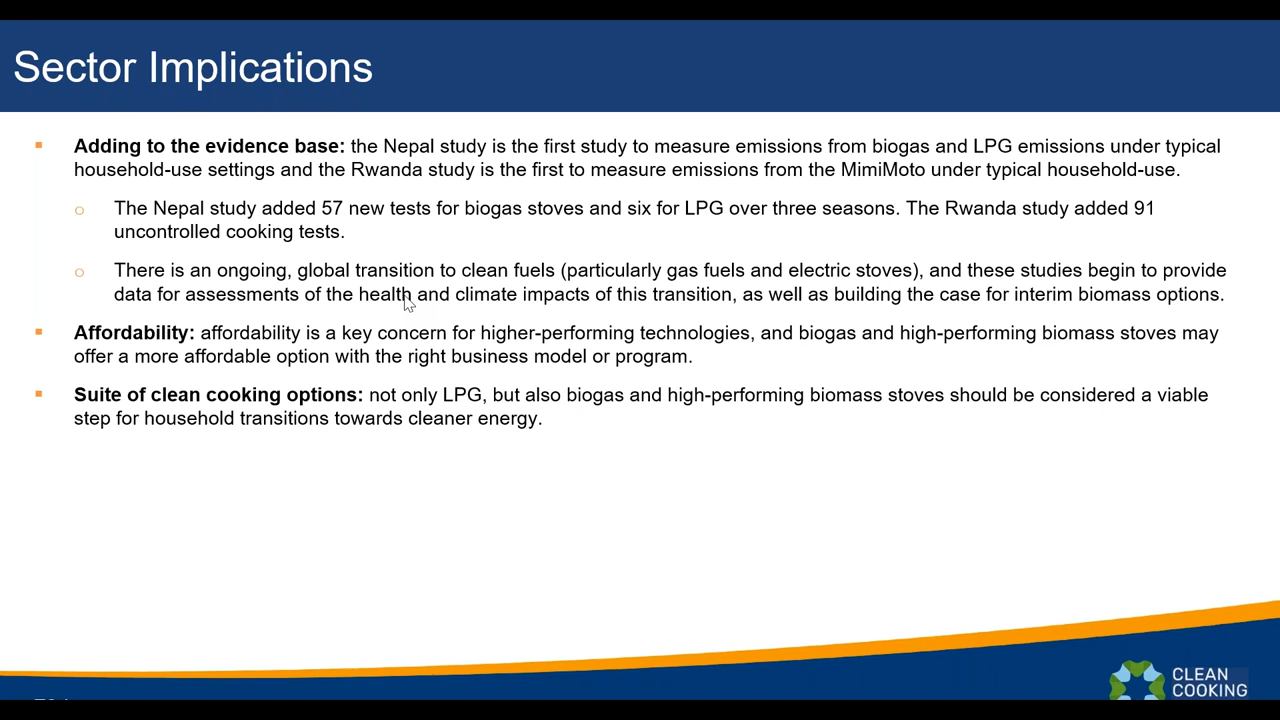 Sector Implications
Adding to the evidence base: the Nepal study is the first study to measure emissions from biogas and LPG emissions under typical
household-use settings and the Rwanda study is the first to measure emissions from the MimiMoto under typical household-use.
The Nepal study added 57 new tests for biogas stoves and six for LPG over three seasons. The Rwanda study added 91
uncontrolled cooking tests.
There is an ongoing, global transition to clean fuels (particularly gas fuels and electric stoves), and these studies begin to provide
data for assessments of the health and climate impacts of this transition, as well as building the case for interim biomass options.
Affordability: affordability is a key concern for higher-performing technologies, and biogas and high-performing biomass stoves may
offer a more affordable option with the right business model or program.
Suite of clean cooking options: not only LPG, but also biogas and high-performing biomass stoves should be considered a viable
step for household transitions towards cleaner energy.
CLEAN
COOKING